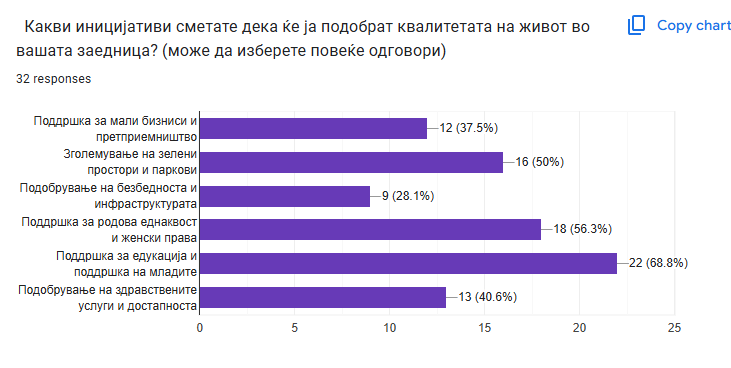 Какви иницијативи сметате дека ќе ја подобрат квалитетата на живот во
вашата заедница? (може да изберете повеќе одговори)
Copy chart
32 responses
Поддршка за мали бизниси и
претприемништво
12 (37.5%)
Зголемување на зелени
простори и паркови
16 (50%)
Подобрување на безбедноста и
инфраструктурата
9 (28.1%)
Поддршка за родова еднаквост
и женски права
18 (56.3%)
Поддршка за едукација и
поддршка на младите
22 (68.8%)
Подобрување на здравствените
услуги и достапноста
13 (40.6%)
0 5 10 15 20 25